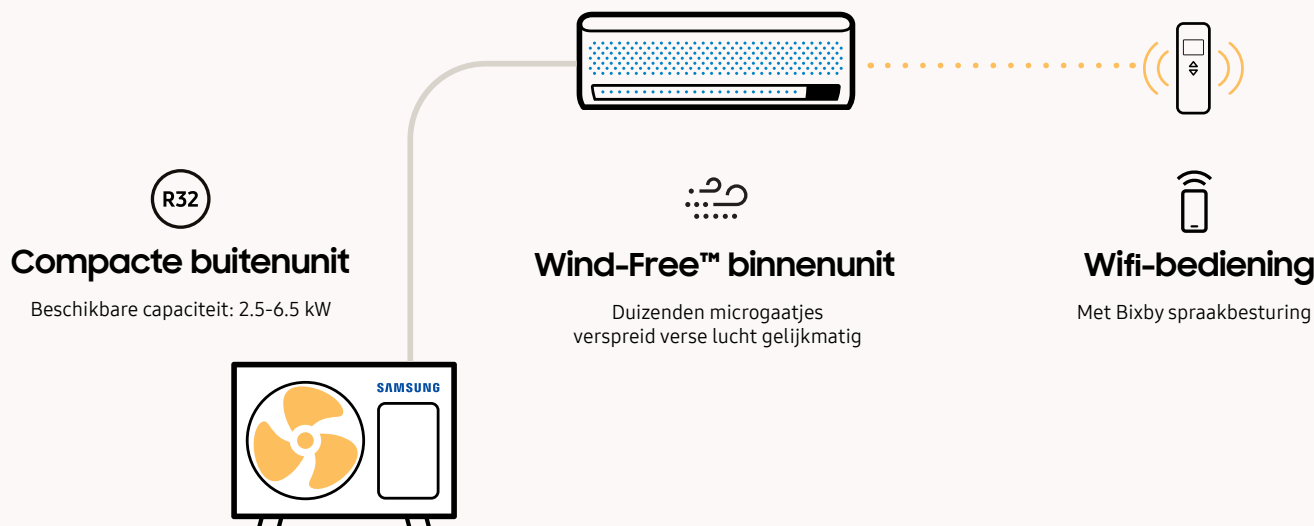 R32
Compacte buitenunit
Beschikbare capaciteit: 2.5-6.5 kW
SAMSUNG
Wind-Free™ binnenunit
Duizenden microgaatjes
verspreid verse lucht gelijkmatig
Wifi-bediening
Met Bixby spraakbesturing